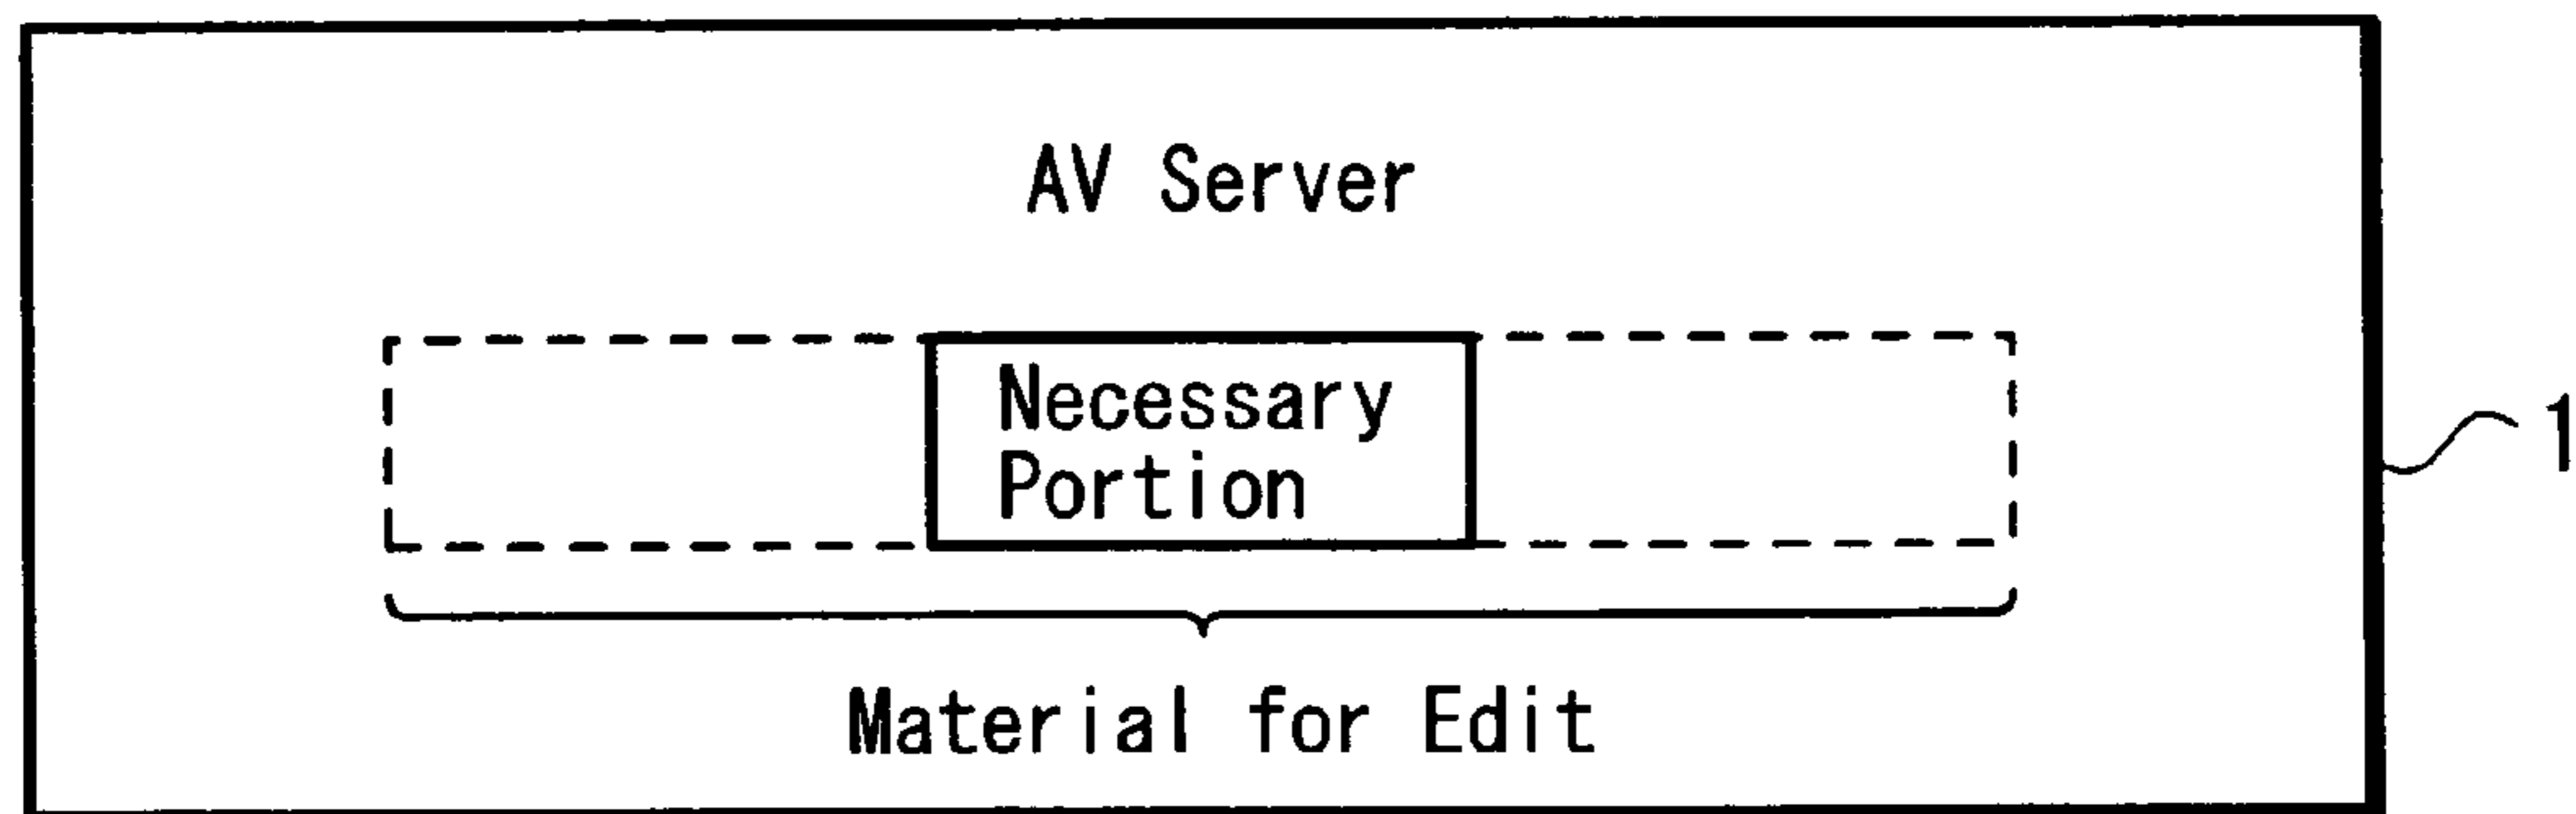 AV Server
Necessary
Portion
1
Material for Edit